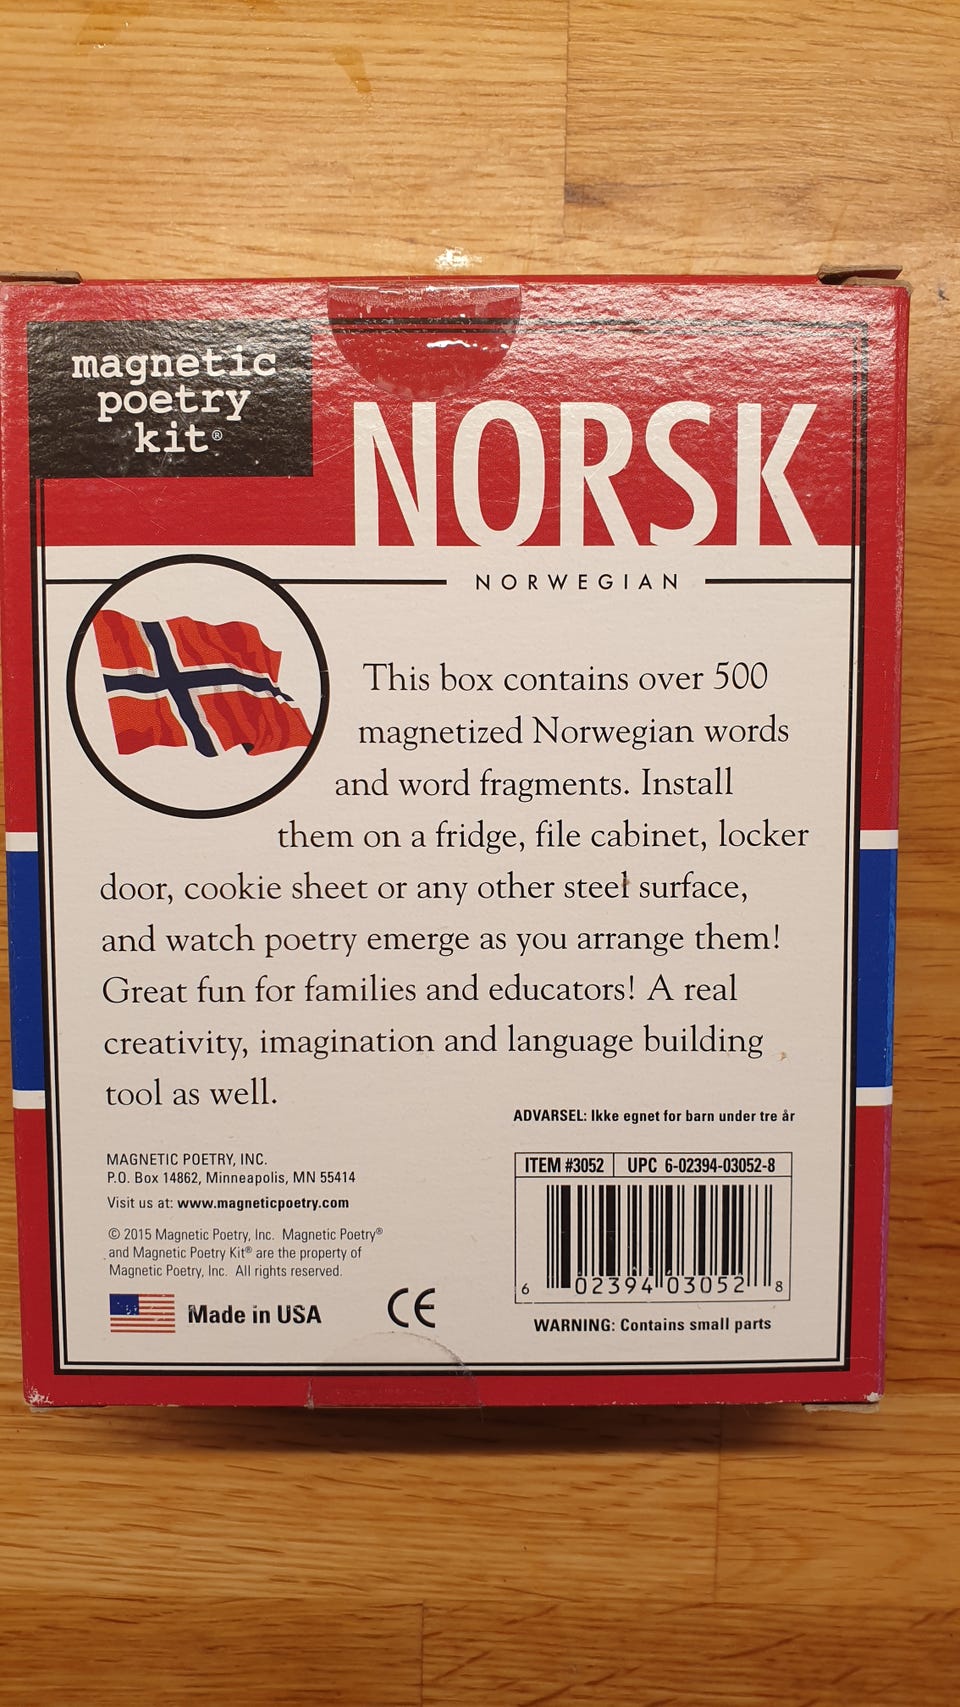 magnetic
poetry
kit®
NORSK
NORWEGIAN
This box contains over 500
magnetized Norwegian words
and word fragments. Install
them on a fridge, file cabinet, locker
door, cookie sheet or any other steel surface,
and watch poetry emerge as you arrange them!
Great fun for families and educators! A real
creativity, imagination and language building
tool as well.
ADVARSEL: Ikke egnet for barn under tre år
MAGNETIC POETRY, INC.
P.O. Box 14862, Minneapolis, MN 55414
Visit us at: www.magneticpoetry.com
© 2015 Magnetic Poetry, Inc. Magnetic Poetry®
and Magnetic Poetry Kit® are the property of
Magnetic Poetry, Inc. All rights reserved.
Made in USA
CE
ITEM #3052 UPC 6-02394-03052-8
6 02394 03052 8
WARNING: Contains small parts